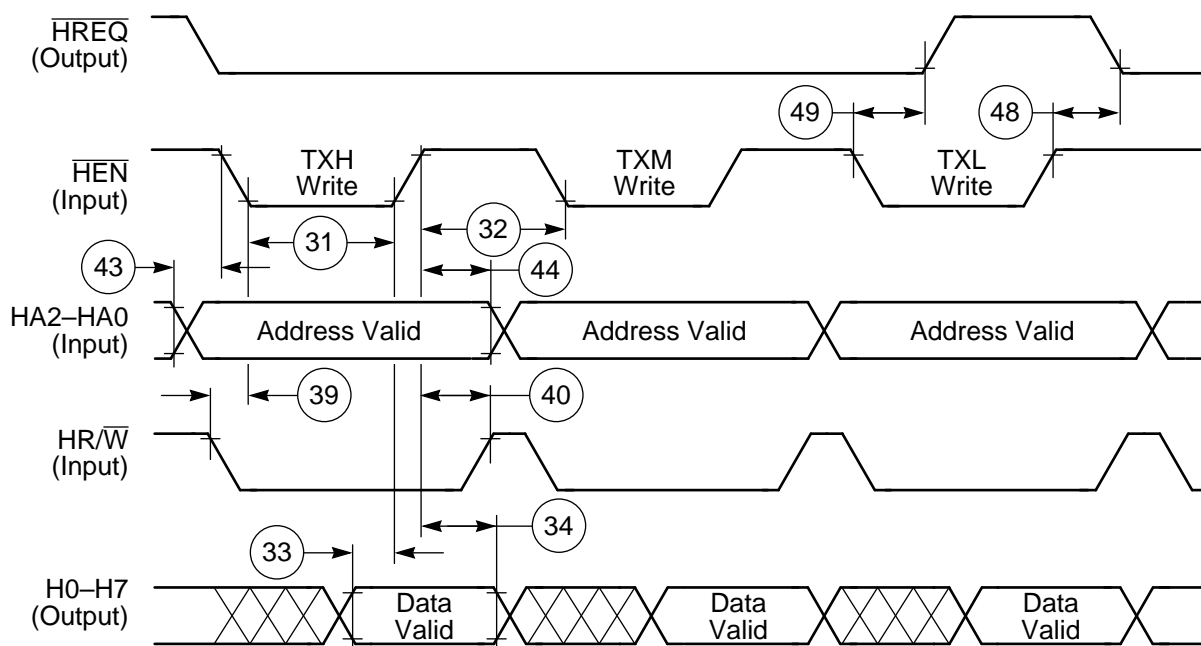 HREQ
(Output)
49
48
HEN
(Input)
TXH
Write
TXM
Write
TXL
Write
31
32
43
44
HA2–HA0
(Input)
Address Valid
Address Valid
Address Valid
39
40
HR/W
(Input)
33
34
H0–H7
(Output)
Data
Valid
Data
Valid
Data
Valid